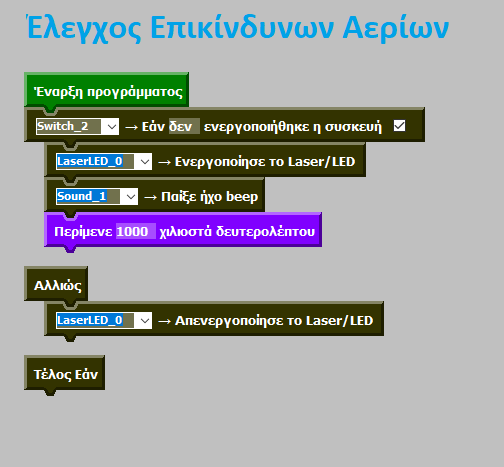 Έλεγχος Επικίνδυνων Αερίων
Έναρξη προγράμματος
Switch_2 → Εάν δεν ενεργοποιήθηκε η συσκευή
LaserLED_0 → Ενεργοποίησε το Laser/LED
Sound_1 → Παίξε ήχο beep
Περίμενε 1000 χιλιοστά δευτερολέπτου
Αλλιώς
LaserLED_0 → Απενεργοποίησε το Laser/LED
Τέλος Εάν